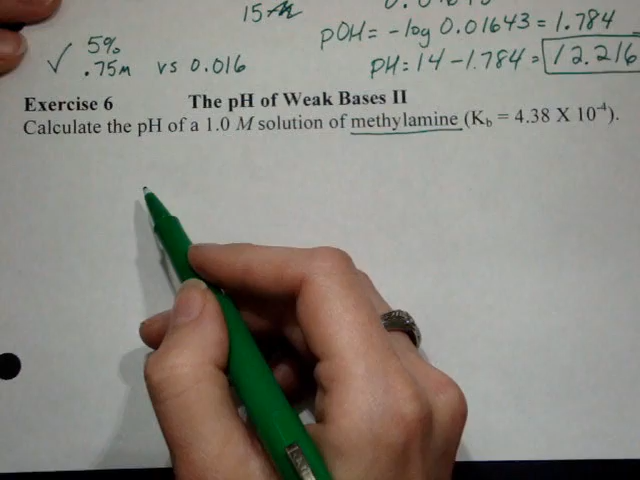 15
pOH = -log 0.01643 = 1.784
✓ 5%
.75M vs 0.016
pH = 14 - 1.784 = 12.216
Exercise 6 The pH of Weak Bases II
Calculate the pH of a 1.0 M solution of methylamine (K_b = 4.38 X 10⁻⁴).